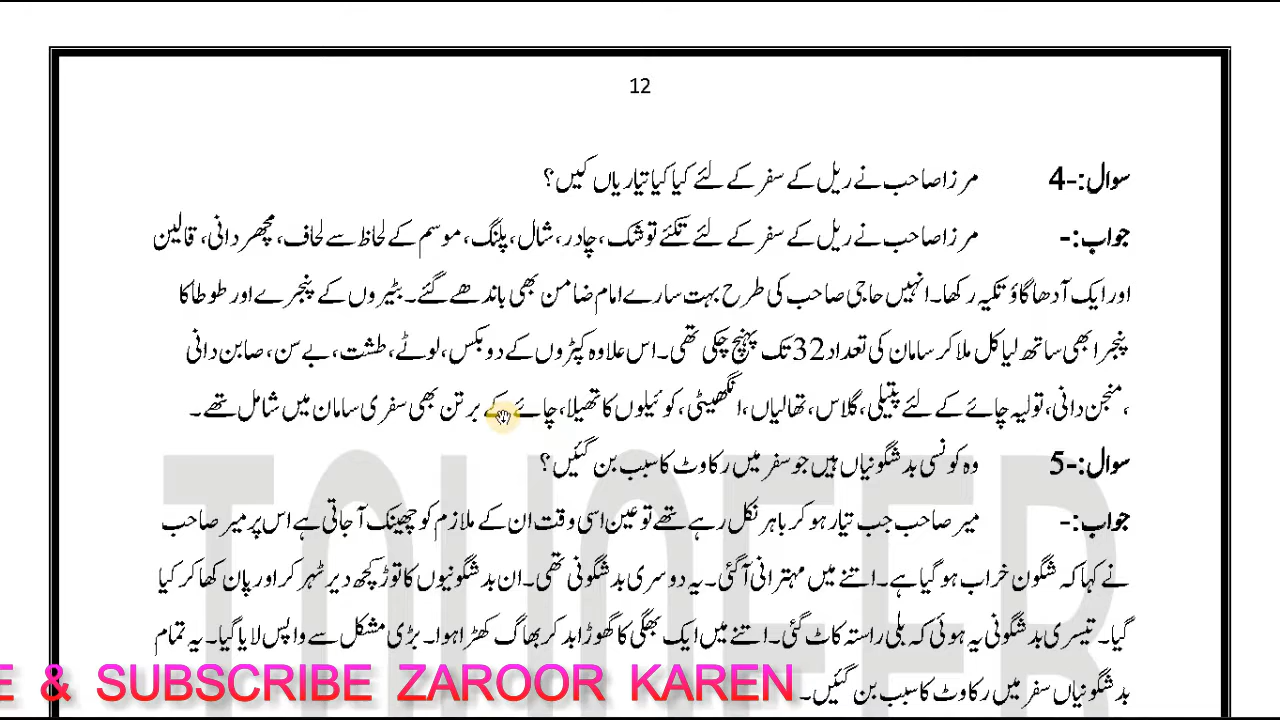 12
سوال:-4 مرزا صاحب نے ریل کے سفر کے لئے کیا کیا تیاریاں کیں؟
جواب:- مرزا صاحب نے ریل کے سفر کے لئے تکئے توشک، چادر، شال، پلنگ، موسم کے لحاظ سے لحاف، مچھر دانی، قالین
اور ایک آدھا گاؤ تکیہ رکھا۔ انہیں حاجی صاحب کی طرح بہت سارے امام ضامن بھی باندھے گئے۔ بٹیروں کے پنجرے اور طوطا کا
پنجرا بھی ساتھ لیا کل ملا کر سامان کی تعداد 32 تک پہنچ چکی تھی۔ اس علاوہ کپڑوں کے دو بکس، لوٹے، طشت، بے سن، صابن دانی
، منجن دانی، تولیہ چائے کے لئے پتیلی، گلاس، تھالیاں، انگھیٹی، کوئیلوں کا تھیلا، چائے کے برتن بھی سفری سامان میں شامل تھے۔
سوال:-5 وہ کونسی بدشگونیاں ہیں جو سفر میں رکاوٹ کا سبب بن گئیں؟
جواب:- میر صاحب جب تیار ہو کر باہر نکل رہے تھے تو عین اسی وقت ان کے ملازم کو چھینک آجاتی ہے اس پر میر صاحب
نے کہا کہ شگون خراب ہو گیا ہے۔ اتنے میں مہترانی آگئی۔ یہ دوسری بدشگونی تھی۔ ان بدشگونیوں کا توڑ کچھ دیر ٹہر کر اور پان کھا کر کیا
گیا۔ تیسری بدشگونی یہ ہوئی کہ بلی راستہ کاٹ گئی۔ اتنے میں ایک بھگی کا گھوڑا بد کر بھاگ کھڑا ہوا۔ بڑی مشکل سے واپس لایا گیا۔ یہ تمام
بدشگونیاں سفر میں رکاوٹ کا سبب بن گئیں۔
E & SUBSCRIBE ZAROOR KAREN
TOUQEER